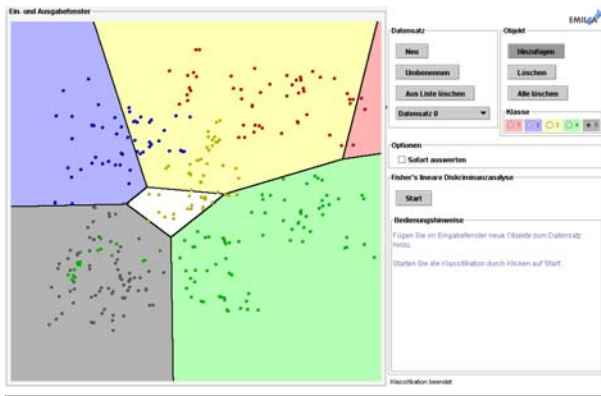 Ein- und Ausgabefenster
EMILeA
Datensatz
Neu
Umbenennen
Aus Liste löschen
Datensatz 0
Objekt
Hinzufügen
Löschen
Alle löschen
Klasse
1 2 3 4 5
Optionen
Sofort auswerten
Fisher's lineare Diskriminanzanalyse
Start
Bedienungshinweise
Fügen Sie im Eingabefenster neue Objekte zum Datensatz
hinzu.
Starten Sie die Klassifikation durch Klicken auf 'Start'.
Klassifikation beendet